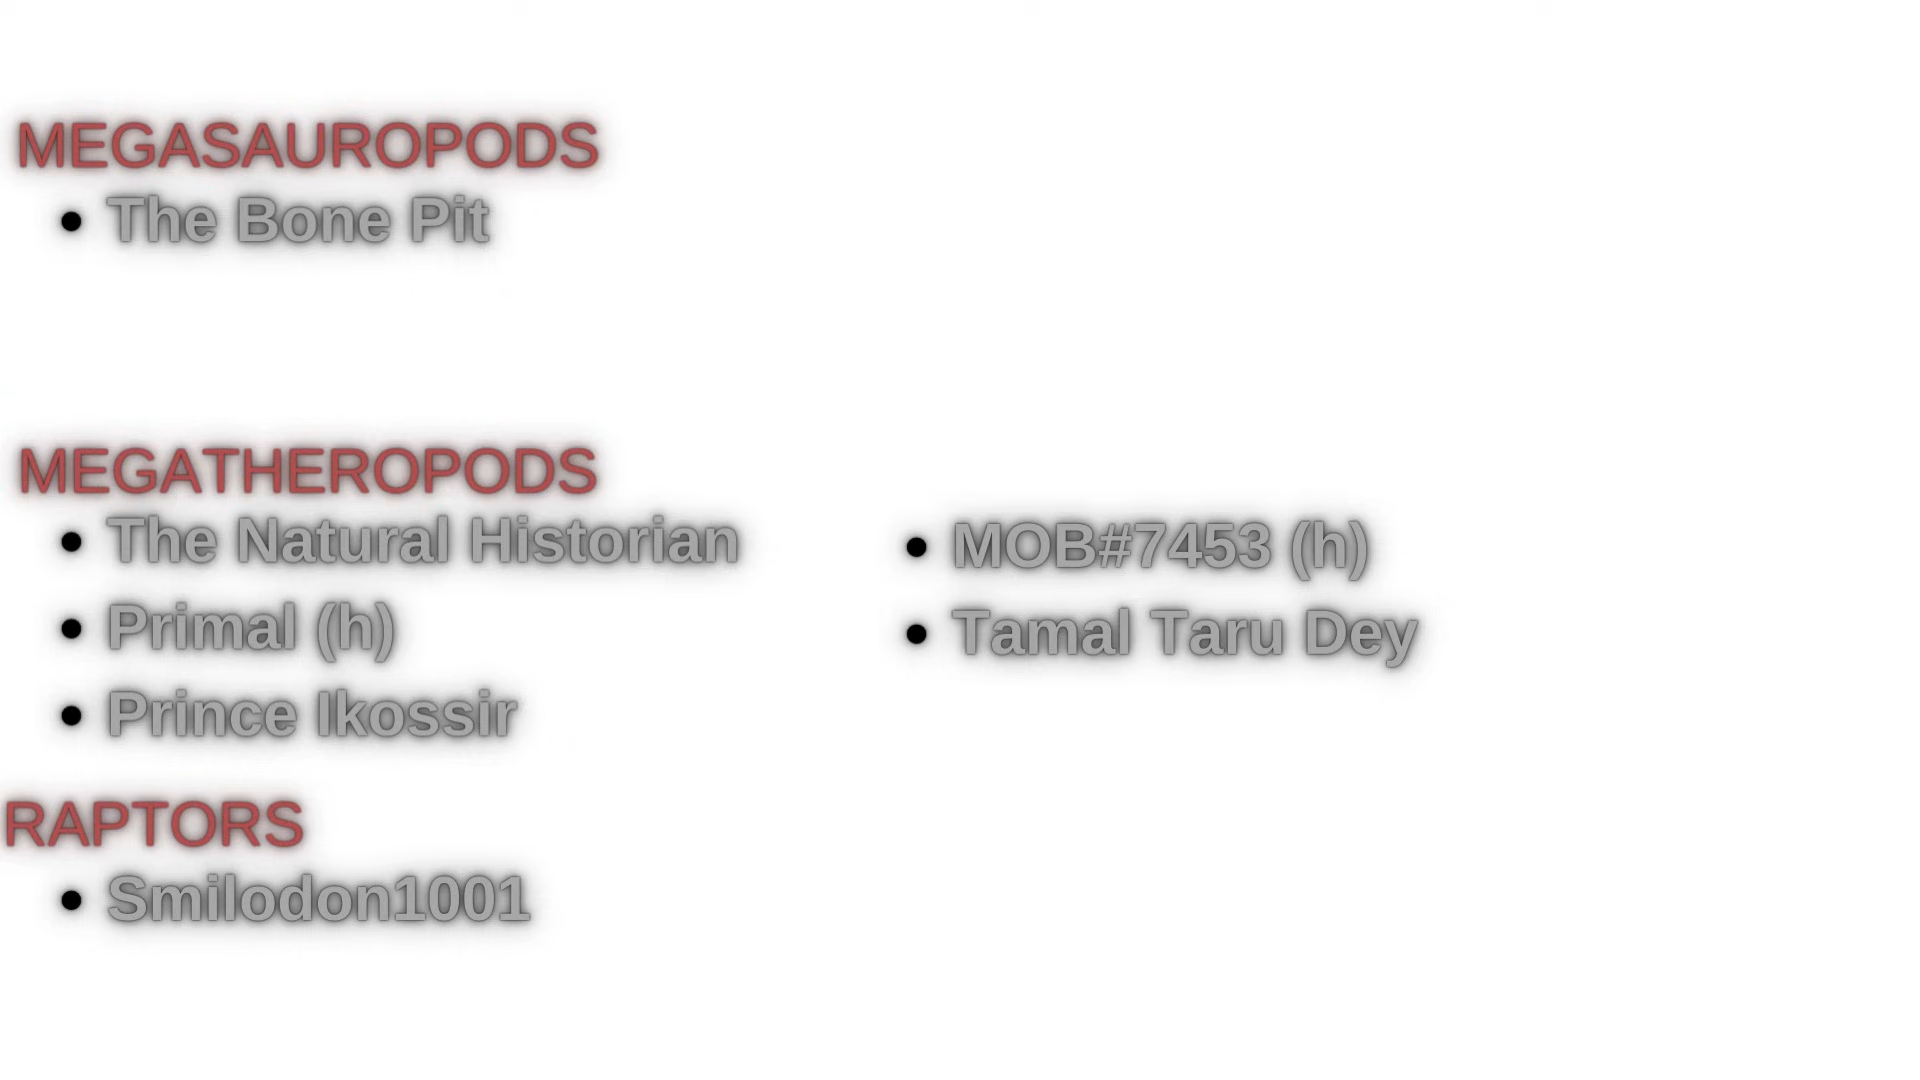 MEGASAUROPODS
• The Bone Pit
MEGATHEROPODS
• The Natural Historian
• Primal (h)
• Prince Ikossir
• MOB#7453 (h)
• Tamal Taru Dey
RAPTORS
• Smilodon1001